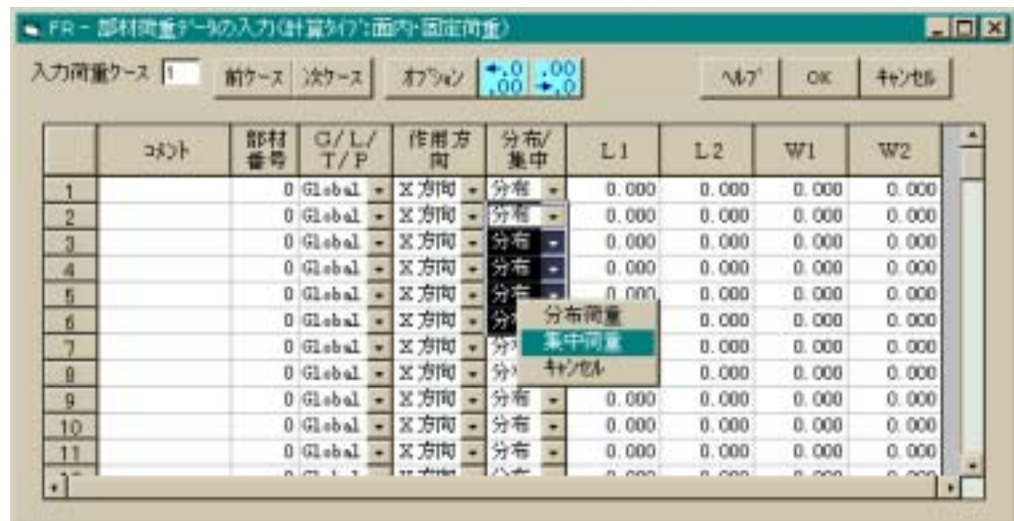 FR - 部材荷重ﾃﾞｰﾀの入力(計算ﾀｲﾌﾟ:面内・固定荷重)
入力荷重ケース 1 前ケース 次ケース ｵﾌﾟｼｮﾝ ←.0 .00 .00 →.0 ﾍﾙﾌﾟ OK ｷｬﾝｾﾙ
ｺﾒﾝﾄ 部材番号 G/L/T/P 作用方向 分布/集中 L1 L2 W1 W2
1 0 Global X方向 分布 0.000 0.000 0.000 0.000
2 0 Global X方向 分布 0.000 0.000 0.000 0.000
3 0 Global X方向 分布 0.000 0.000 0.000 0.000
4 0 Global X方向 分布 0.000 0.000 0.000 0.000
5 0 Global X方向 分布 0.000 0.000 0.000 0.000
6 0 Global X方向 分 0.000 0.000 0.000
7 0 Global X方向 分 0.000 0.000 0.000
8 0 Global X方向 分 0.000 0.000 0.000
9 0 Global X方向 分布 0.000 0.000 0.000 0.000
10 0 Global X方向 分布 0.000 0.000 0.000 0.000
11 0 Global X方向 分布 0.000 0.000 0.000 0.000
分布荷重
集中荷重
ｷｬﾝｾﾙ